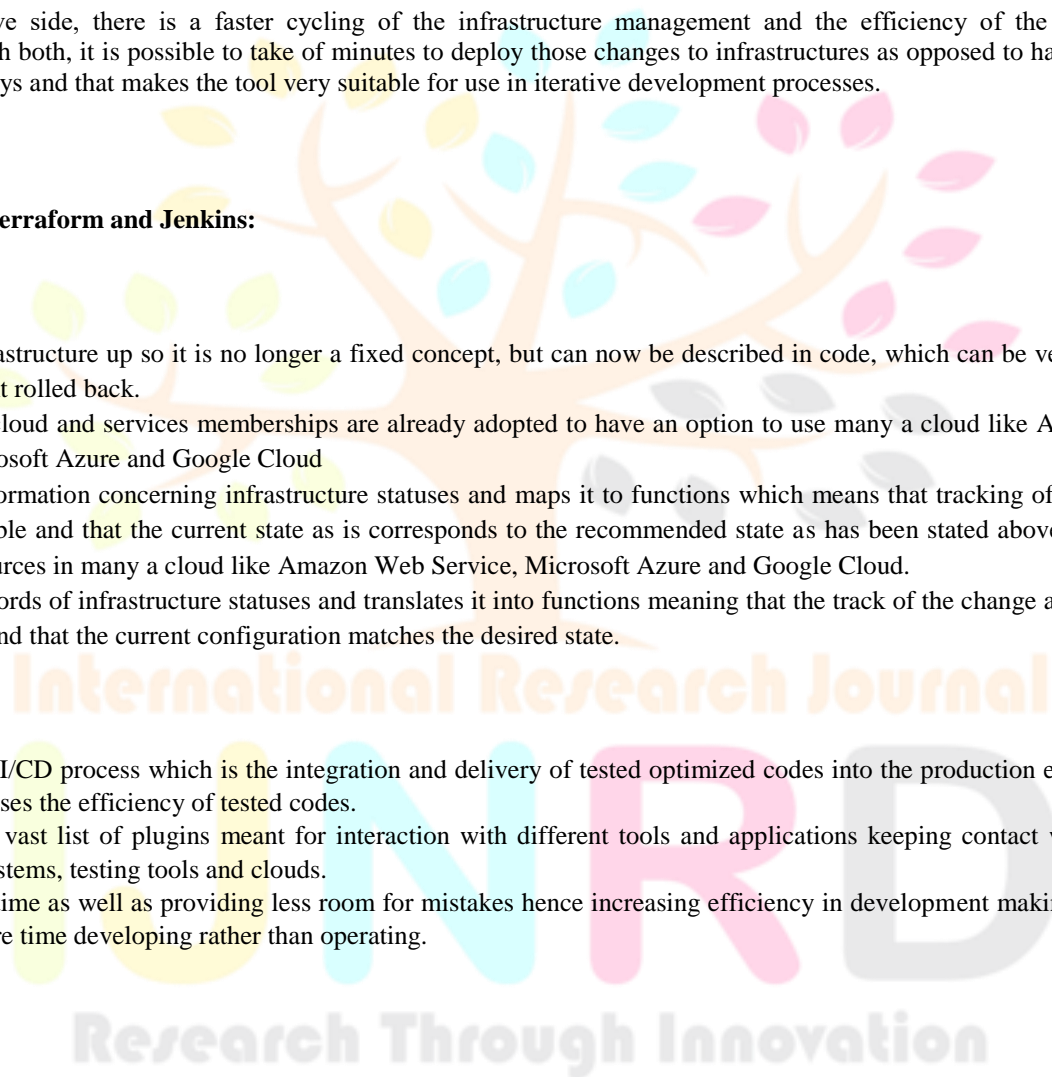 ve side, there is a faster cycling of the infrastructure management and the efficiency of the
h both, it is possible to take of minutes to deploy those changes to infrastructures as opposed to ha
ys and that makes the tool very suitable for use in iterative development processes.
erraform and Jenkins:
astructure up so it is no longer a fixed concept, but can now be described in code, which can be ve
t rolled back.
loud and services memberships are already adopted to have an option to use many a cloud like A
osoft Azure and Google Cloud
ormation concerning infrastructure statuses and maps it to functions which means that tracking of
ble and that the current state as is corresponds to the recommended state as has been stated above
urces in many a cloud like Amazon Web Service, Microsoft Azure and Google Cloud.
ords of infrastructure statuses and translates it into functions meaning that the track of the change a
nd that the current configuration matches the desired state.
International Research Journal
I/CD process which is the integration and delivery of tested optimized codes into the production e
ses the efficiency of tested codes.
vast list of plugins meant for interaction with different tools and applications keeping contact v
stems, testing tools and clouds.
ime as well as providing less room for mistakes hence increasing efficiency in development makin
re time developing rather than operating.
IJNRD
Research Through Innovation